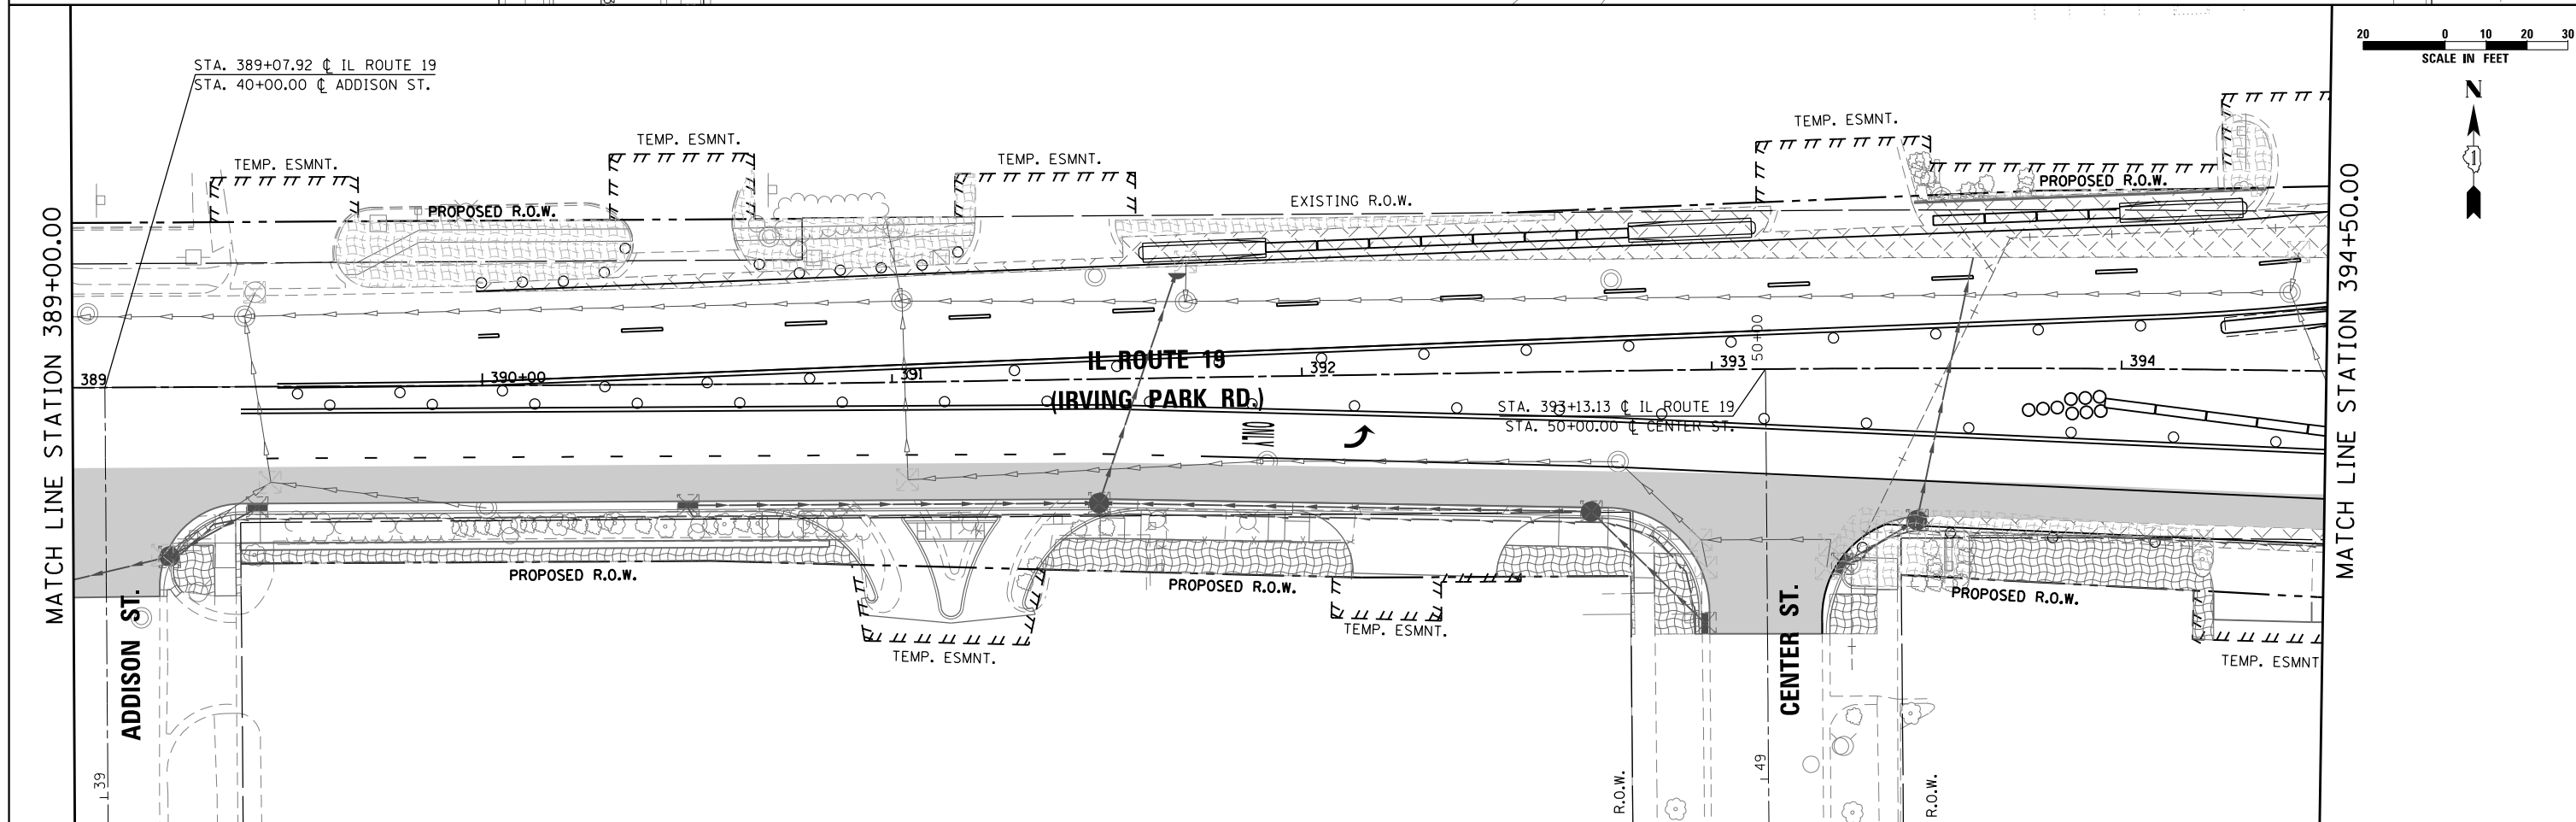 STA. 389+07.92 ℄ IL ROUTE 19
STA. 40+00.00 ℄ ADDISON ST.
20 0 10 20 30
SCALE IN FEET
N
1
TEMP. ESMNT.
TEMP. ESMNT.
TEMP. ESMNT.
TEMP. ESMNT.
PROPOSED R.O.W.
EXISTING R.O.W.
PROPOSED R.O.W.
MATCH LINE STATION 389+00.00
MATCH LINE STATION 394+50.00
389
390+00
391
392
393
394
50+00
IL ROUTE 19
(IRVING PARK RD.)
ONLY
STA. 393+13.13 ℄ IL ROUTE 19
STA. 50+00.00 ℄ CENTER ST.
PROPOSED R.O.W.
PROPOSED R.O.W.
PROPOSED R.O.W.
TEMP. ESMNT.
TEMP. ESMNT.
TEMP. ESMNT
ADDISON ST.
CENTER ST.
39
49
R.O.W.
R.O.W.